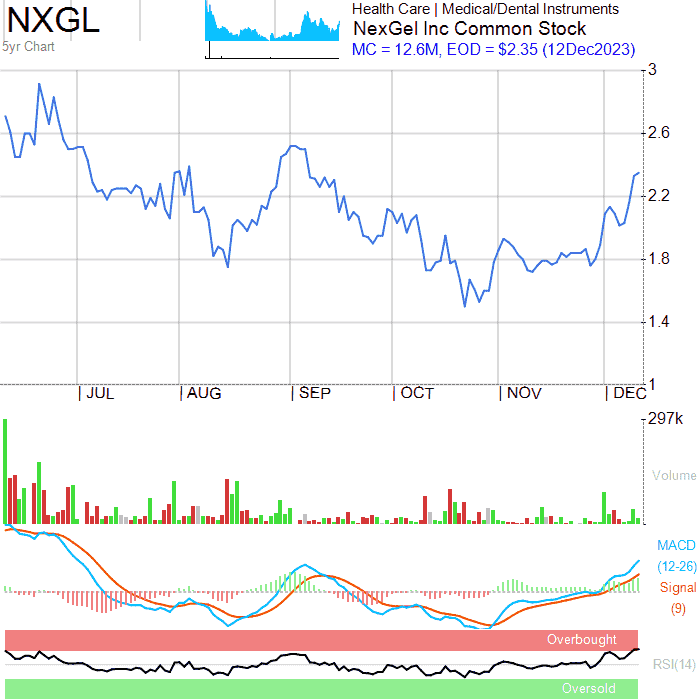 NXGL
5yr Chart
Health Care | Medical/Dental Instruments
NexGel Inc Common Stock
MC = 12.6M, EOD = $2.35 (12Dec2023)
3
2.6
2.2
1.8
1.4
1
JUL AUG SEP OCT NOV DEC
297k
Volume
MACD
(12-26)
Signal
(9)
Overbought
RSI(14)
Oversold